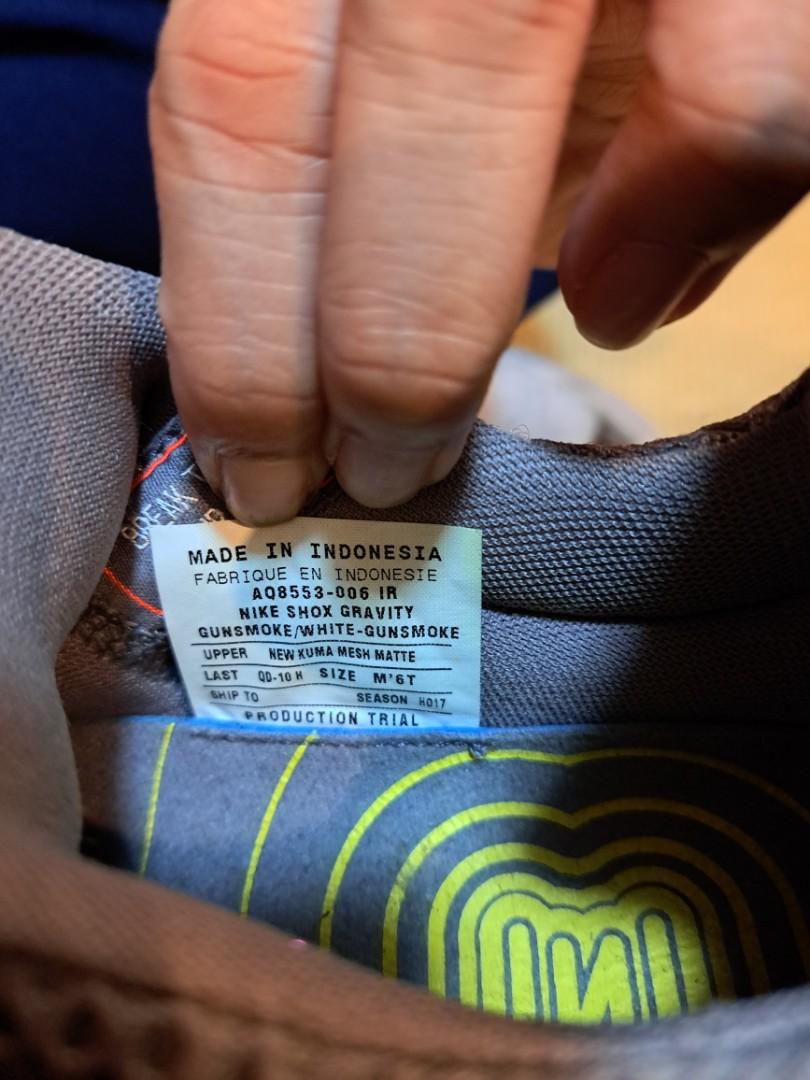 BREAK
MADE IN INDONESIA
FABRIQUE EN INDONESIE
AQ8553-006 IR
NIKE SHOX GRAVITY
GUNSMOKE/WHITE-GUNSMOKE
UPPER NEW KUMA MESH MATTE
LAST QD-10 H SIZE M'6T
SHIP TO SEASON HO17
PRODUCTION TRIAL